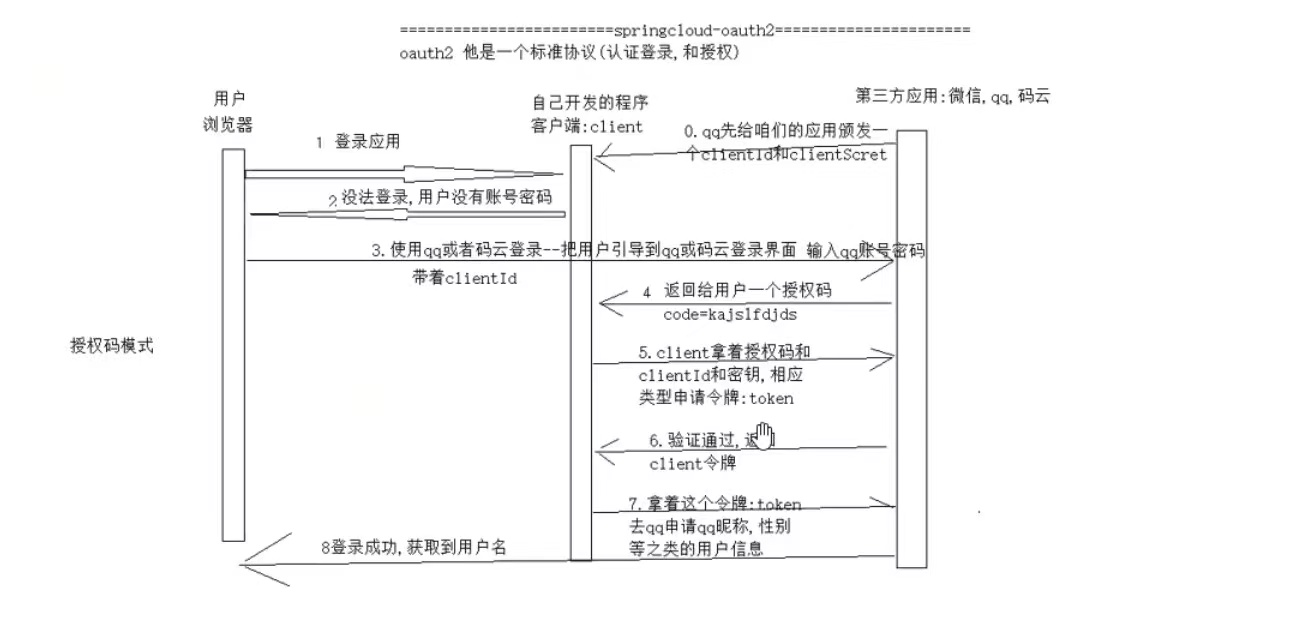 ========================springcloud-oauth2======================
oauth2 他是一个标准协议(认证登录,和授权)
用户
浏览器
自己开发的程序
客户端:client
第三方应用:微信,qq,码云
0.qq先给咱们的应用颁发一
个clientId和clientScret
1 登录应用
2 没法登录,用户没有账号密码
3.使用qq或者码云登录--把用户引导到qq或码云登录界面 输入qq账号密码
带着clientId
4 返回给用户一个授权码
code=kajslfdjds
授权码模式
5.client拿着授权码和
clientId和密钥,相应
类型申请令牌:token
6.验证通过,返
client令牌
7.拿着这个令牌:token
去qq申请qq昵称,性别
等之类的用户信息
8登录成功,获取到用户名